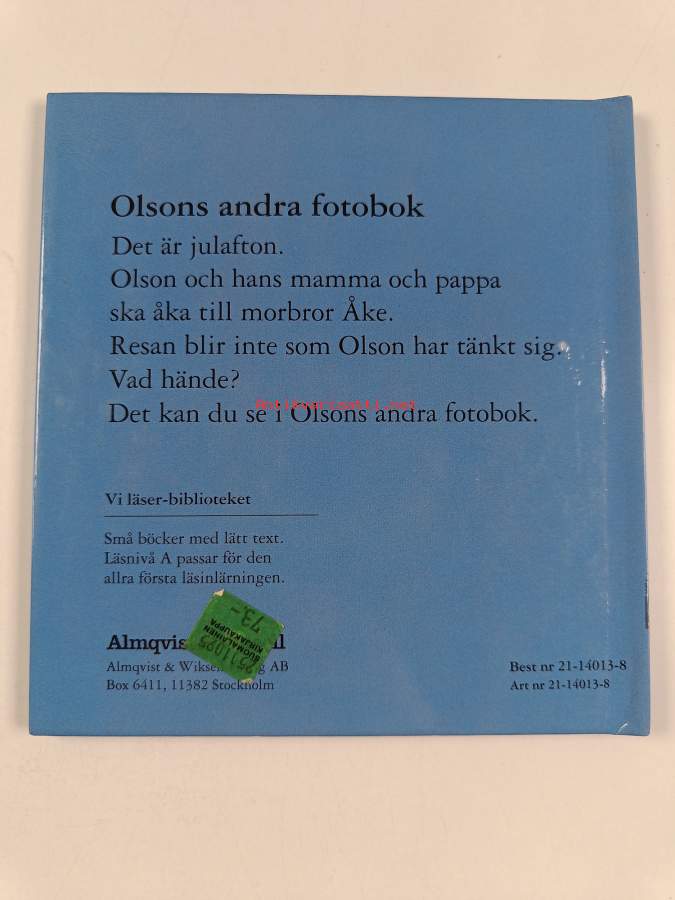 Olsons andra fotobok
Det är julafton.
Olson och hans mamma och pappa
ska åka till morbror Åke.
Resan blir inte som Olson har tänkt sig.
Vad hände?
Det kan du se i Olsons andra fotobok.
Vi läser-biblioteket
Små böcker med lätt text.
Läsnivå A passar för den
allra första läsinlärningen.
73,-
SUOMALAINEN
KIRJAKAUPPA
Almqvist & Wiksell AB
Box 6411, 11382 Stockholm
Best nr 21-14013-8
Art nr 21-14013-8